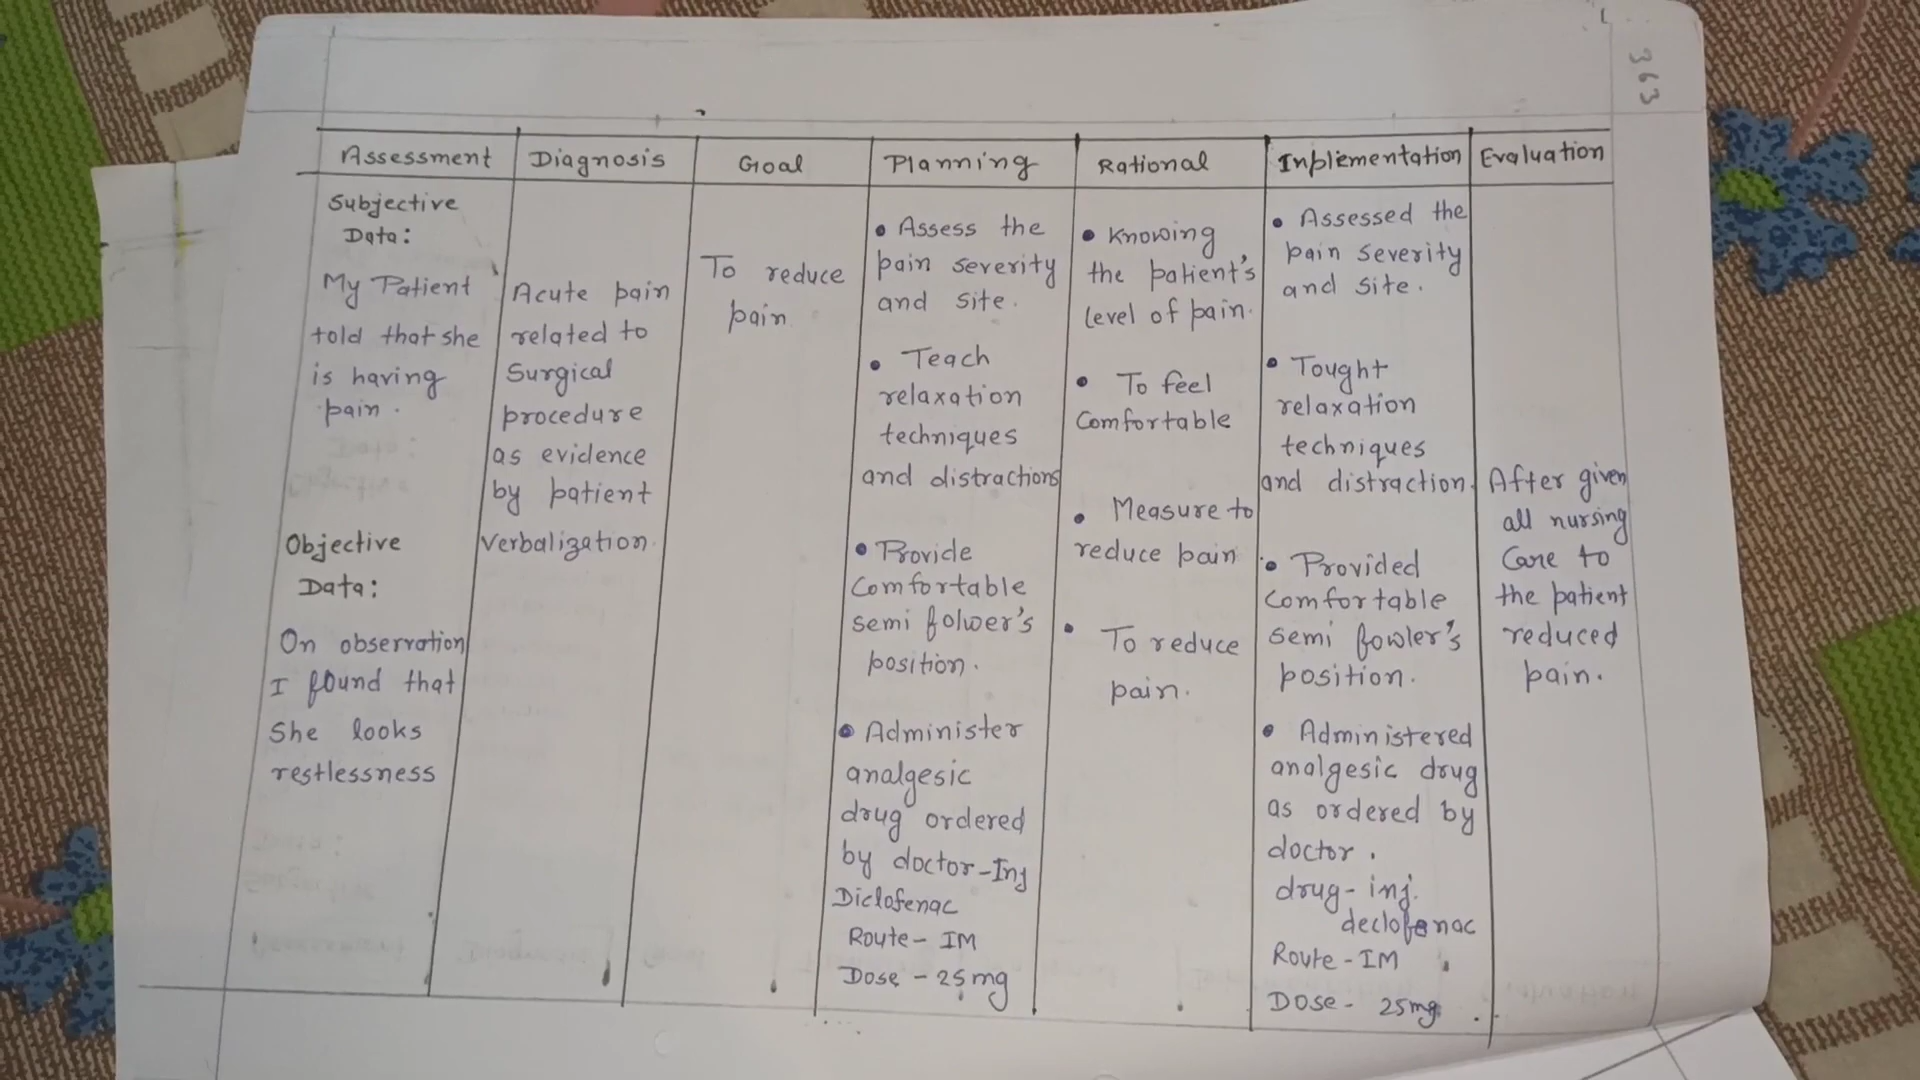 363
Assessment
Diagnosis
Goal
Planning
Rational
Inplementation
Evaluation
Subjective
Data:
My Patient
told that she
is having
pain.
Objective
Data:
On observation
I found that
She looks
restlessness
Acute pain
related to
Surgical
procedure
as evidence
by patient
verbalization.
To reduce
pain
• Assess the
pain severity
and site.
• Teach
relaxation
techniques
and distractions
• Provide
Comfortable
semi folwer's
position.
• Administer
analgesic
drug ordered
by doctor-Inj
Diclofenac
Route- IM
Dose - 25mg
• Knowing
the patient's
level of pain.
• To feel
Comfortable
• Measure to
reduce pain
• To reduce
pain.
• Assessed the
pain severity
and site.
• Tought
relaxation
techniques
and distraction.
• Provided
Comfortable
semi fowler's
position.
• Administered
analgesic drug
as ordered by
doctor.
drug- inj.
declofenac
Route-IM
Dose- 25mg.
After given
all nursing
Care to
the patient
reduced
pain.